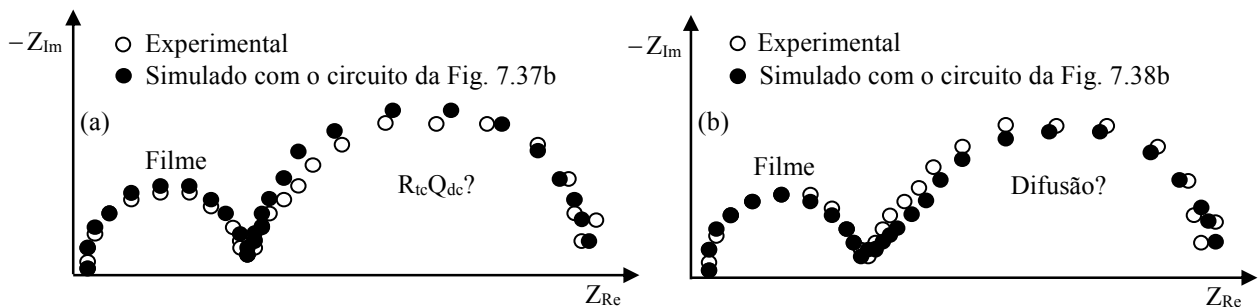 − Z_Im
Experimental
Simulado com o circuito da Fig. 7.37b
(a)
Filme
R_tcQ_dc?
Z_Re
− Z_Im
Experimental
Simulado com o circuito da Fig. 7.38b
(b)
Filme
Difusão?
Z_Re